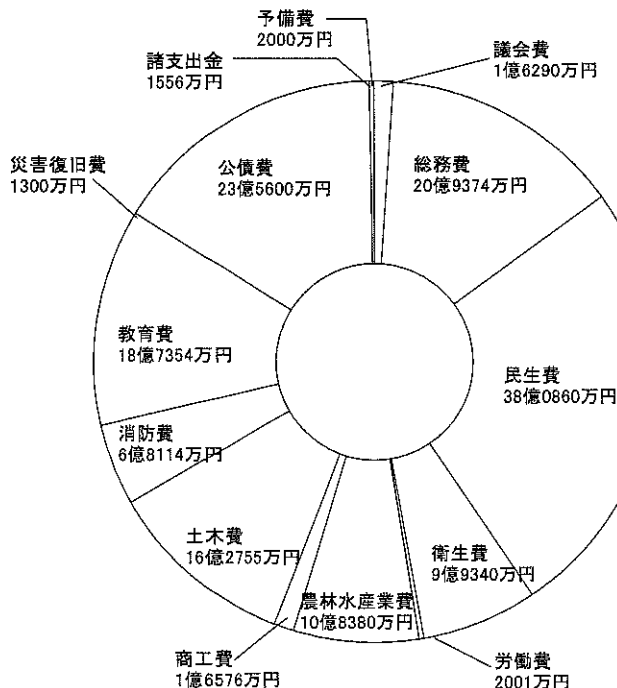 予備費
2000万円
議会費
1億6290万円
諸支出金
1556万円
災害復旧費
1300万円
公債費
23億5600万円
総務費
20億9374万円
教育費
18億7354万円
民生費
38億0860万円
消防費
6億8114万円
土木費
16億2755万円
衛生費
9億9340万円
農林水産業費
10億8380万円
商工費
1億6576万円
労働費
2001万円